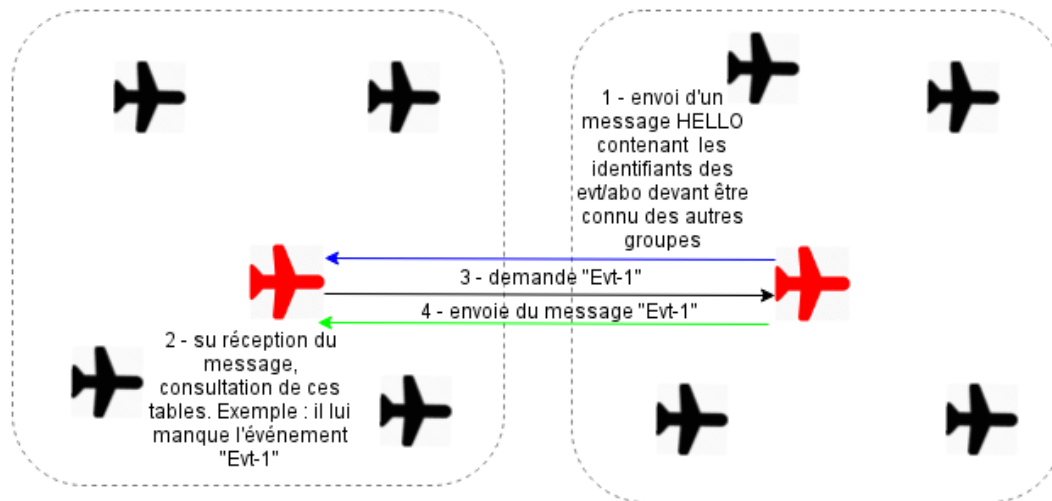 1 - envoi d'un
message HELLO
contenant les
identifiants des
evt/abo devant être
connu des autres
groupes
3 - demande "Evt-1"
4 - envoie du message "Evt-1"
2 - su réception du
message,
consultation de ces
tables. Exemple : il lui
manque l'événement
"Evt-1"